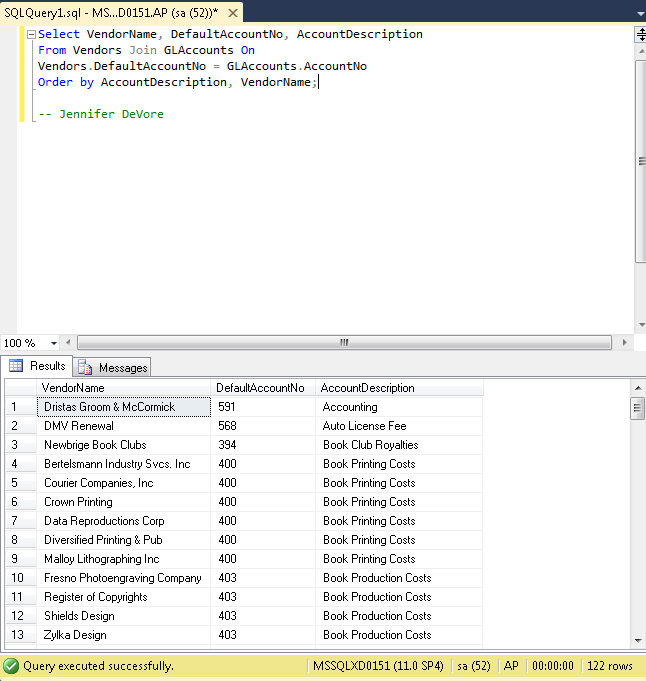 SQLQuery1.sql - MS...D0151.AP (sa (52))*
Select VendorName, DefaultAccountNo, AccountDescription
From Vendors Join GLAccounts On
Vendors.DefaultAccountNo = GLAccounts.AccountNo
Order by AccountDescription, VendorName;
-- Jennifer DeVore
100 %
Results Messages
VendorName DefaultAccountNo AccountDescription
1 Dristas Groom & McCormick 591 Accounting
2 DMV Renewal 568 Auto License Fee
3 Newbrige Book Clubs 394 Book Club Royalties
4 Bertelsmann Industry Svcs. Inc 400 Book Printing Costs
5 Courier Companies, Inc 400 Book Printing Costs
6 Crown Printing 400 Book Printing Costs
7 Data Reproductions Corp 400 Book Printing Costs
8 Diversified Printing & Pub 400 Book Printing Costs
9 Malloy Lithographing Inc 400 Book Printing Costs
10 Fresno Photoengraving Company 403 Book Production Costs
11 Register of Copyrights 403 Book Production Costs
12 Shields Design 403 Book Production Costs
13 Zylka Design 403 Book Production Costs
Query executed successfully. MSSQLXD0151 (11.0 SP4) sa (52) AP 00:00:00 122 rows